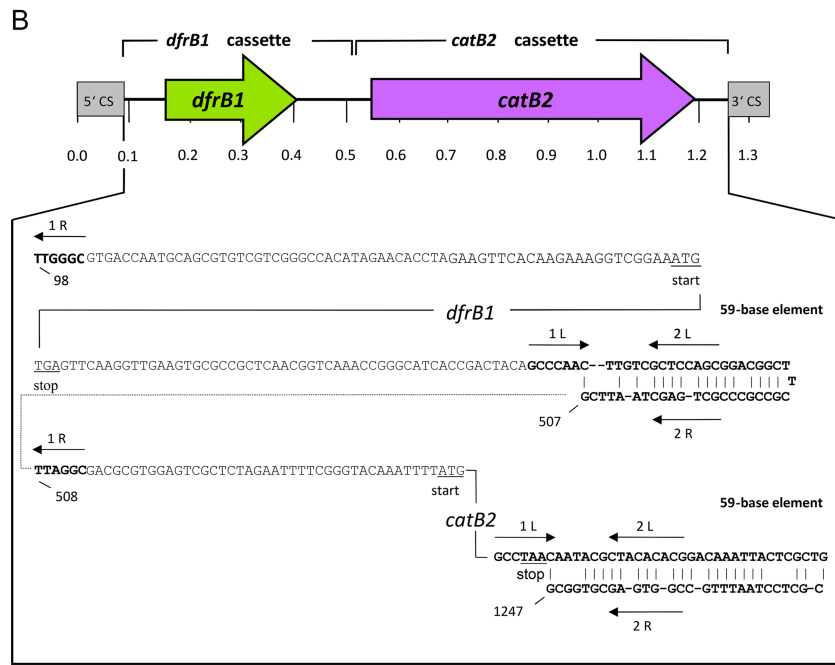 B
dfrB1 cassette catB2 cassette
5‘ CS dfrB1 catB2 3‘ CS
0.0 0.1 0.2 0.3 0.4 0.5 0.6 0.7 0.8 0.9 1.0 1.1 1.2 1.3
1 R
TTGGGCGTGACCAATGCAGCGTGTCGTCGGGCCACATAGAACACCTAGAAGTTCACAAGAAAGGTCGGAAATG
98
start
dfrB1
59-base element
1 L 2 L
TGAGTTCAAGGTTGAAGTGCGCCGCTCAACGGTCAAACCGGGCATCACCGACTACAGCCCAAC--TTGTCGCTCCAGCGGACGGCT
stop
T
GCTTA-ATCGAG-TCGCCCGCCGC
507
2 R
1 R
TTAGGCGACGCGTGGAGTCGCTCTAGAATTTTCGGGTACAAATTTTATG
508
start
catB2
59-base element
1 L 2 L
GCCTAACAATACGCTACACACGGACAAATTACTCGCTG
stop
GCGGTGCGA-GTG-GCC-GTTTAATCCTCG-C
1247
2 R